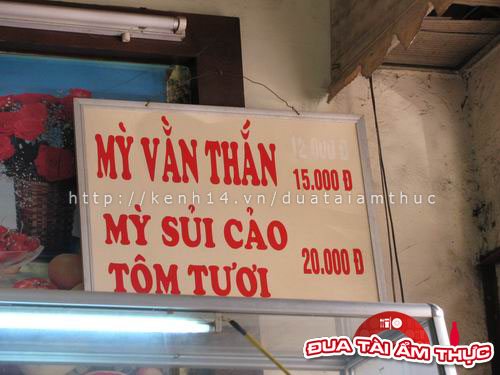 MỲ VẰN THẮN
12.000 Đ
15.000 Đ
http://kenh14.vn/duataiamthuc
MỲ SỦI CẢO
TÔM TƯƠI
20.000 Đ
ĐUA TÀI ẨM THỰC